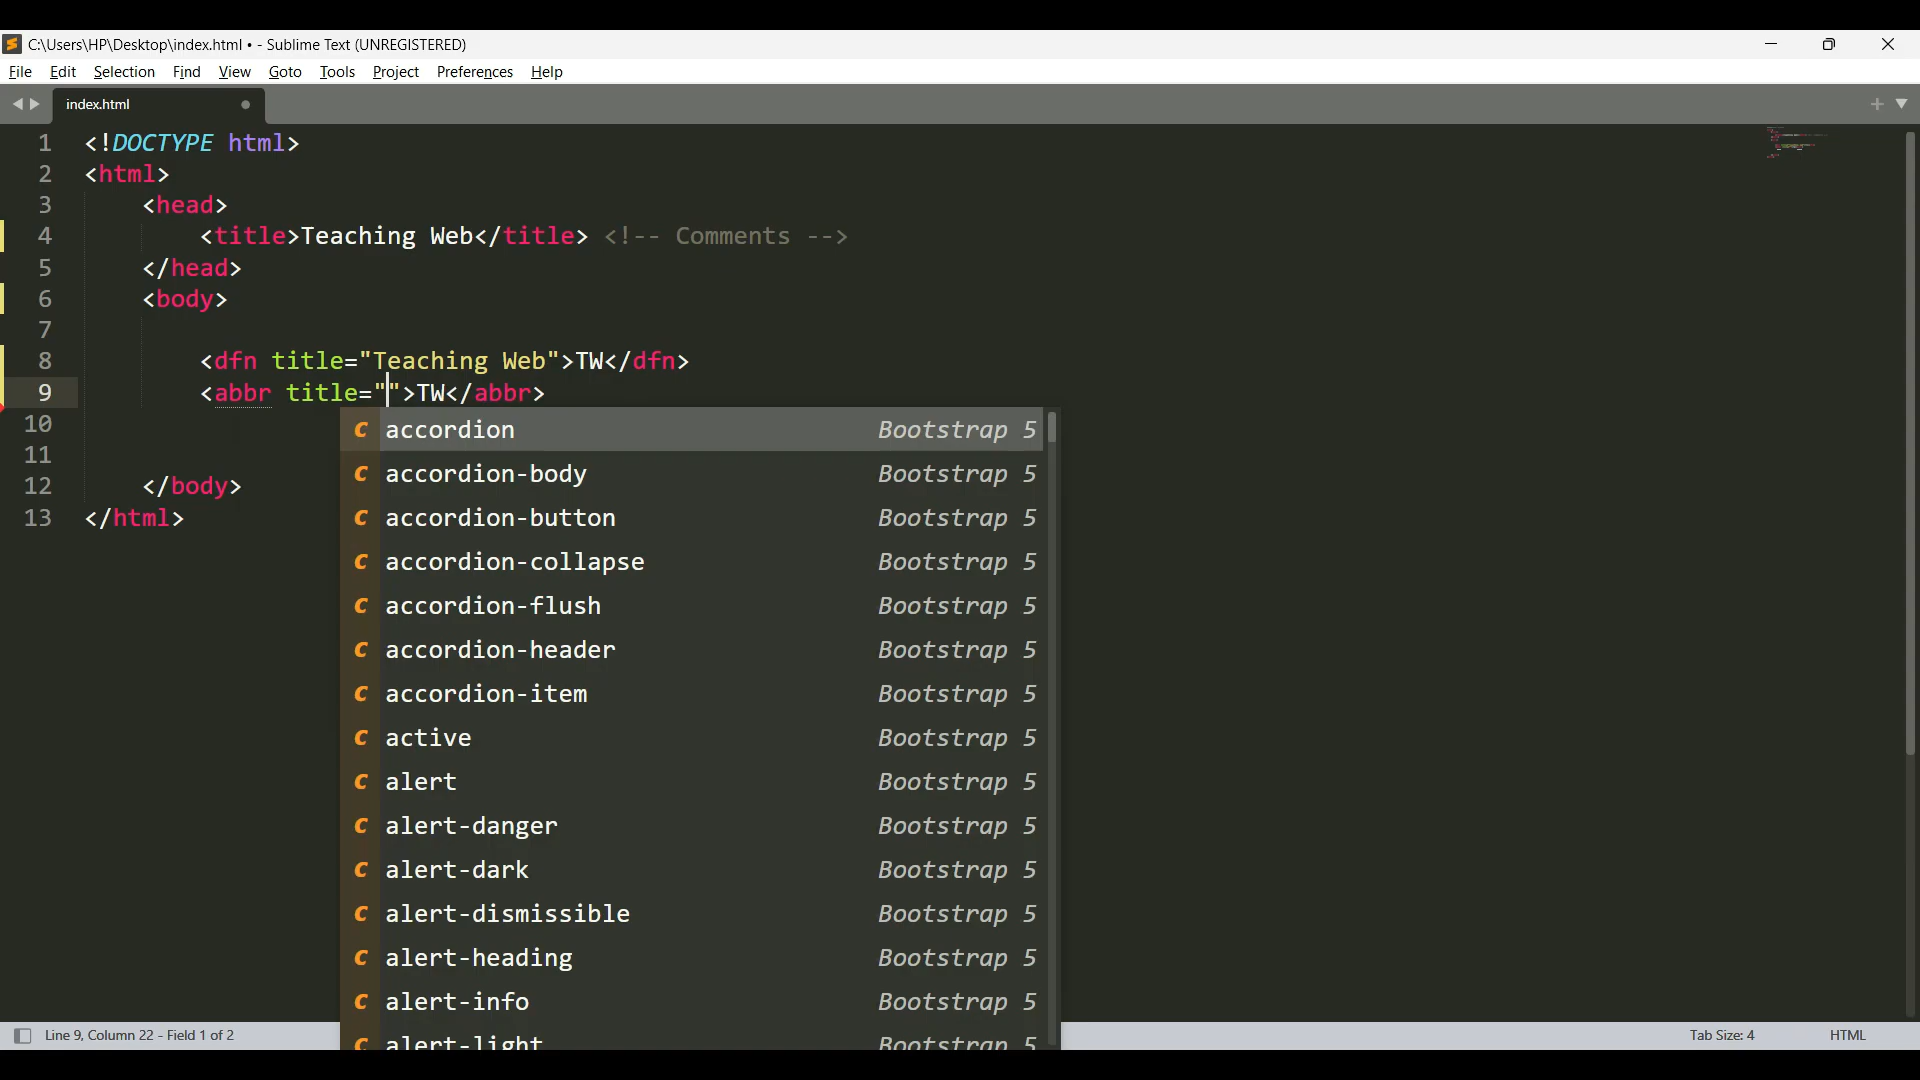 C:\Users\HP\Desktop\index.html • - Sublime Text (UNREGISTERED)
File Edit Selection Find View Goto Tools Project Preferences Help
index.html
1 <!DOCTYPE html>
2 <html>
3 <head>
4 <title>Teaching Web</title> <!-- Comments -->
5 </head>
6 <body>
7
8 <dfn title="Teaching Web">TW</dfn>
9 <abbr title="">TW</abbr>
10
11
12 </body>
13 </html>
c accordion Bootstrap 5
c accordion-body Bootstrap 5
c accordion-button Bootstrap 5
c accordion-collapse Bootstrap 5
c accordion-flush Bootstrap 5
c accordion-header Bootstrap 5
c accordion-item Bootstrap 5
c active Bootstrap 5
c alert Bootstrap 5
c alert-danger Bootstrap 5
c alert-dark Bootstrap 5
c alert-dismissible Bootstrap 5
c alert-heading Bootstrap 5
c alert-info Bootstrap 5
c alert-light Bootstrap 5
Line 9, Column 22 - Field 1 of 2
Tab Size: 4
HTML